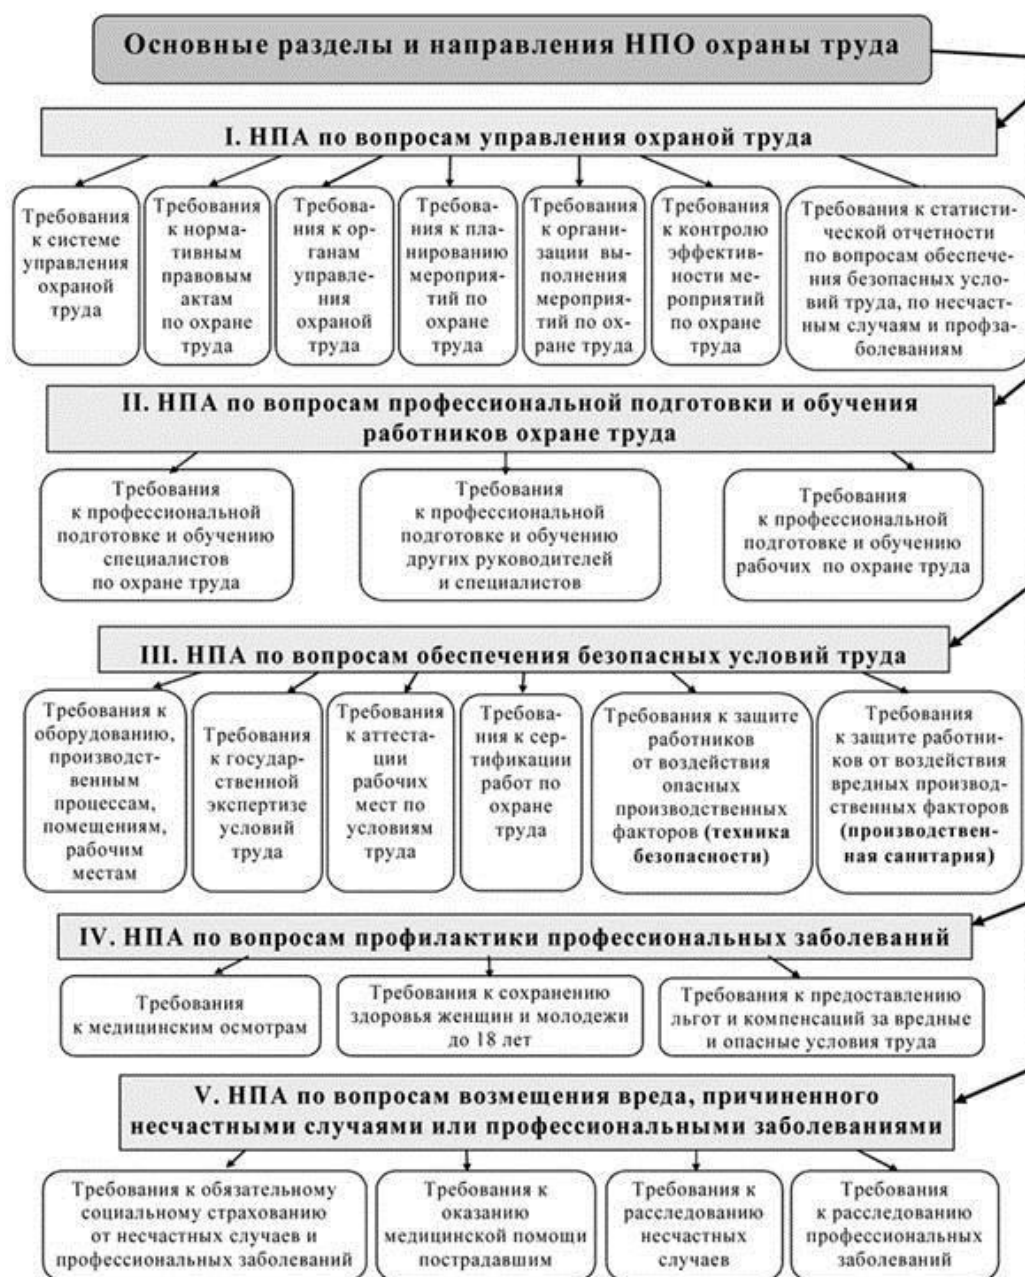 Основные разделы и направления НПО охраны труда
I. НПА по вопросам управления охраной труда
Требования
к системе
управления
охраной
труда
Требования
к норма-
тивным
правовым
актам
по охране
труда
Требова-
ния к ор-
ганам
управле-
ния
охраной
труда
Требова-
ния к пла-
нированию
мероприя-
тий по
охране
труда
Требования
к органи-
зации вы-
полнения
мероприя-
тий по ох-
ране труда
Требования
к контролю
эффектив-
ности ме-
роприятий
по охране
труда
Требования к статисти-
ческой отчетности
по вопросам обеспече-
ния безопасных усло-
вий труда, по несчаст-
ным случаям и профза-
болеваниям
II. НПА по вопросам профессиональной подготовки и обучения
работников охране труда
Требования
к профессиональной
подготовке и обучению
специалистов
по охране труда
Требования
к профессиональной
подготовке и обучению
других руководителей
и специалистов
Требования
к профессиональной
подготовке и обучению
рабочих по охране труда
III. НПА по вопросам обеспечения безопасных условий труда
Требования к
оборудованию,
производст-
венным
процессам,
помещениям,
рабочим
местам
Требования
к государ-
ственной
экспертизе
условий
труда
Требования
к аттеста-
ции
рабочих
мест по
условиям
труда
Требова-
ния к сер-
тификации
работ по
охране
труда
Требования к защите
работников
от воздействия
опасных
производственных
факторов (техника
безопасности)
Требования
к защите работни-
ков от воздействия
вредных производ-
ственных факторов
(производствен-
ная санитария)
IV. НПА по вопросам профилактики профессиональных заболеваний
Требования
к медицинским осмотрам
Требования к сохранению
здоровья женщин и молодежи
до 18 лет
Требования к предоставлению
льгот и компенсаций за вредные
и опасные условия труда
V. НПА по вопросам возмещения вреда, причиненного
несчастными случаями или профессиональными заболеваниями
Требования к обязательному
социальному страхованию
от несчастных случаев и
профессиональных заболеваний
Требования к
оказанию
медицинской помощи
пострадавшим
Требования к
расследованию
несчастных
случаев
Требования
к расследованию
профессиональных
заболеваний